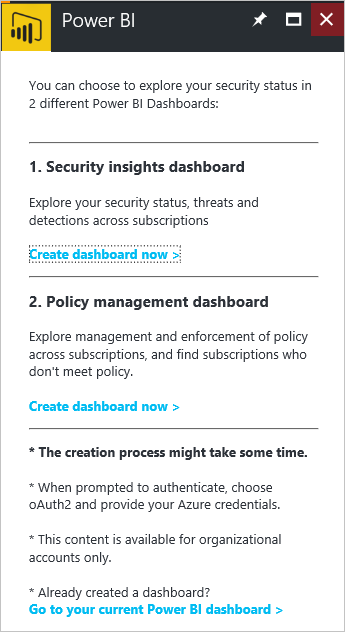 Power BI
You can choose to explore your security status in
2 different Power BI Dashboards:
1. Security insights dashboard
Explore your security status, threats and
detections across subscriptions
Create dashboard now >
2. Policy management dashboard
Explore management and enforcement of policy
across subscriptions, and find subscriptions who
don't meet policy.
Create dashboard now >
* The creation process might take some time.
* When prompted to authenticate, choose
oAuth2 and provide your Azure credentials.
* This content is available for organizational
accounts only.
* Already created a dashboard?
Go to your current Power BI dashboard >